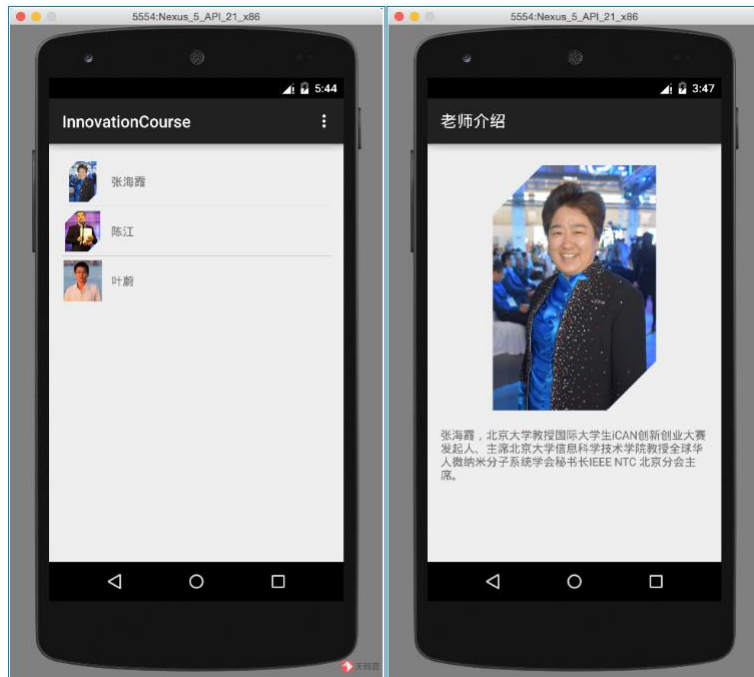 5554:Nexus_5_API_21_x86
5:44
InnovationCourse
张海霞
陈江
叶蔚
5554:Nexus_5_API_21_x86
3:47
老师介绍
张海霞，北京大学教授国际大学生iCAN创新创业大赛
发起人、主席北京大学信息科学技术学院教授全球华
人微纳米分子系统学会秘书长IEEE NTC 北京分会主
席。